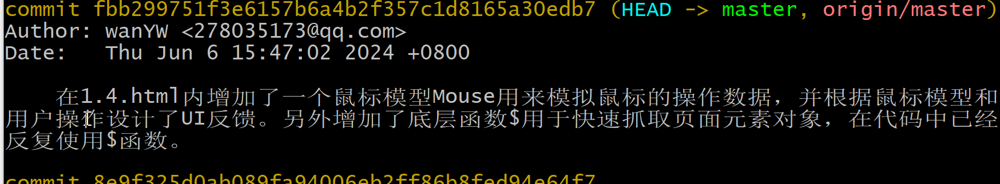 commit fbb299751f3e6157b6a4b2f357c1d8165a30edb7 (HEAD -> master, origin/master)
Author: wanYW <278035173@qq.com>
Date:   Thu Jun 6 15:47:02 2024 +0800
在1.4.html内增加了一个鼠标模型Mouse用来模拟鼠标的操作数据，并根据鼠标模型和
用户操作设计了UI反馈。另外增加了底层函数$用于快速抓取页面元素对象，在代码中已经
反复使用$函数。
commit 8e9f325d0ab089fa94006eb2ff86b8fed94e64f7